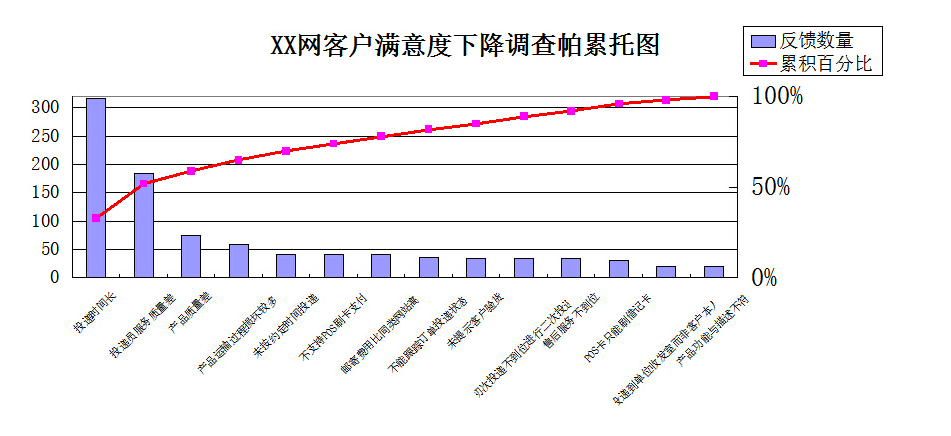 XX网客户满意度下降调查帕累托图
反馈数量
累积百分比
300
250
200
150
100
50
0
100%
50%
0%
投递时间长
投递员服务质量差
产品质量差
产品运输过程损坏较多
未按约定时间投递
不支持POS刷卡支付
邮寄费用比同类网站高
不能跟踪订单投递状态
未提示客户验货
初次投递不到位进行二次投递
售后服务不到位
POS卡只能刷借记卡
投递到单位收发室而非客户本人
产品功能与描述不符